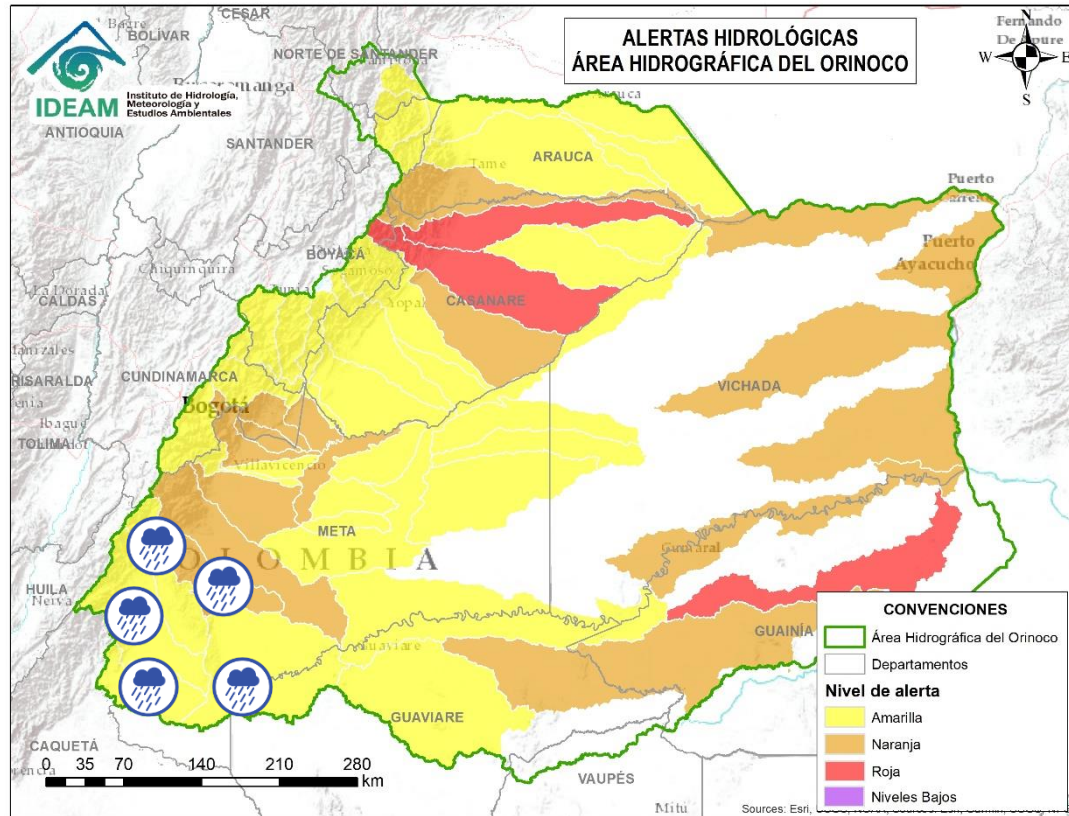 ALERTAS HIDROLÓGICAS
ÁREA HIDROGRÁFICA DEL ORINOCO
IDEAM
Instituto de Hidrología,
Meteorología y
Estudios Ambientales
N
W E
S
CESAR
BOLÍVAR
NORTE DE SANTANDER
Fernando
De Apure
ANTIOQUIA
SANTANDER
Arauca
ARAUCA
Tame
Puerto
BOYACÁ
Chiquinquira
Puerto
Ayacucho
La Dorada
CALDAS
Yopal
CASANARE
Manizales
RISARALDA
CUNDINAMARCA
VICHADA
Bogotá
Ibague
TOLIMA
Villavicencio
META
COLOMBIA
HUILA
Neiva
GUAINÍA
Guaviare
GUAVIARE
CAQUETÁ
VAUPÉS
Mitu
0 35 70 140 210 280
km
CONVENCIONES
Área Hidrográfica del Orinoco
Departamentos
Nivel de alerta
Amarilla
Naranja
Roja
Niveles Bajos
Sources: Esri,